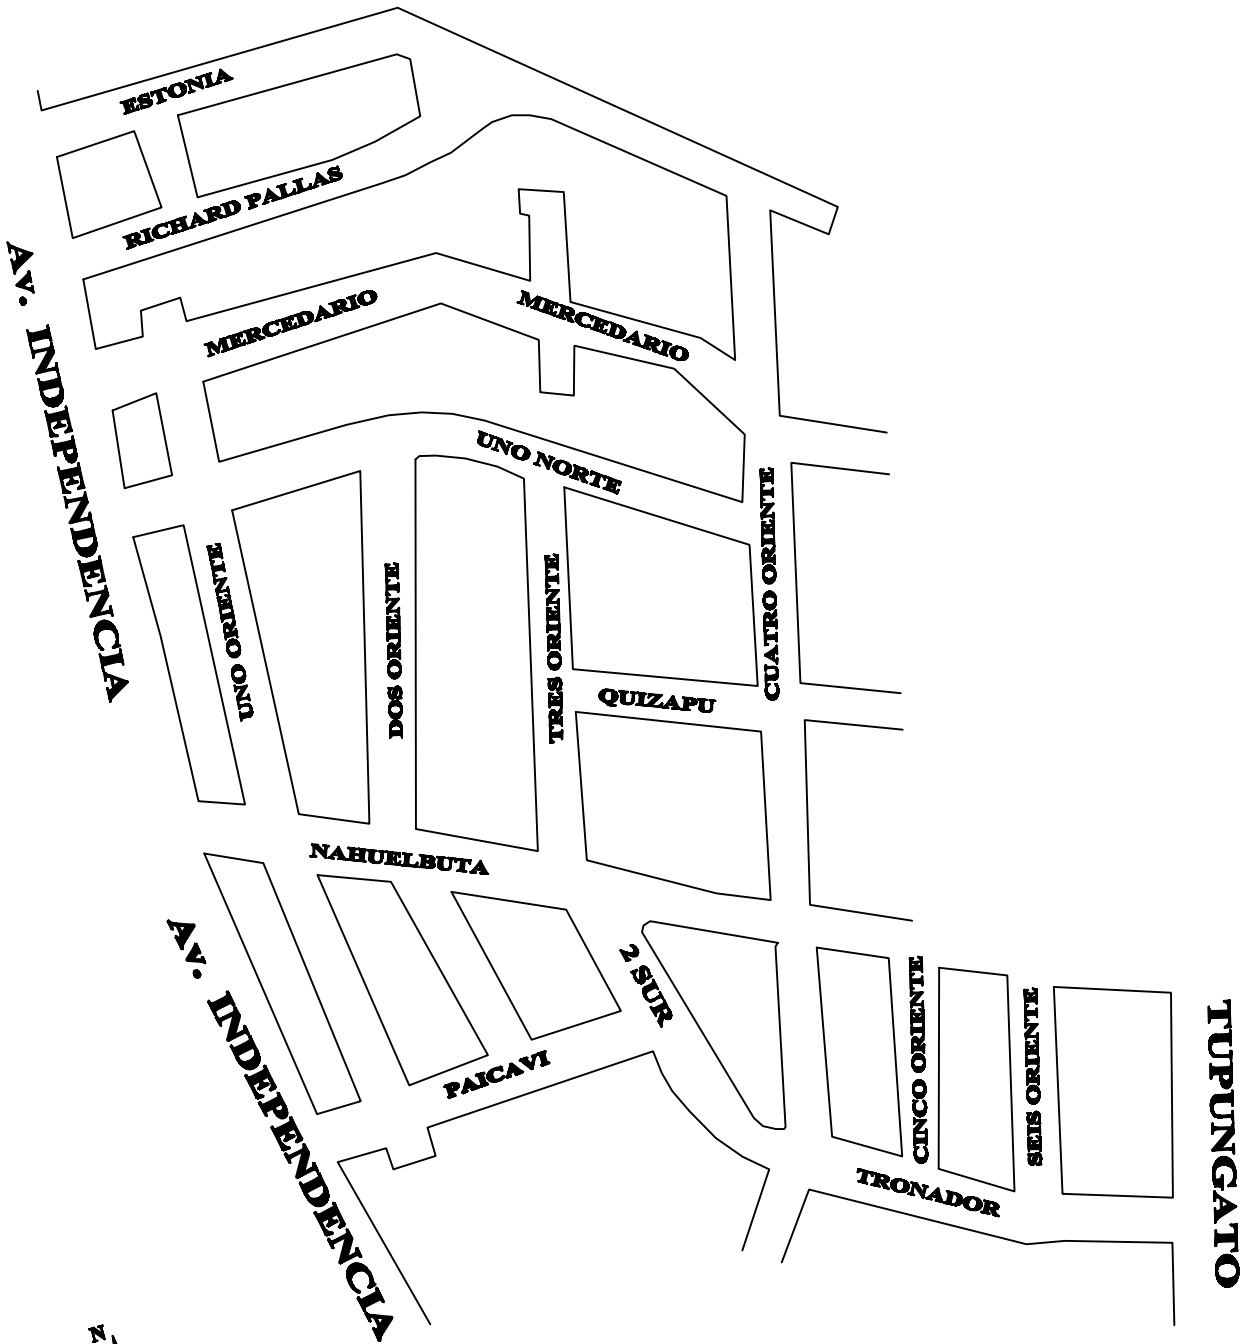 ESTONIA
RICHARD PALLAS
Av. INDEPENDENCIA
MERCEDARIO
MERCEDARIO
UNO NORTE
CUATRO ORIENTE
UNO ORIENTE
DOS ORIENTE
TRES ORIENTE
QUIZAPU
NAHUELBUTA
Av. INDEPENDENCIA
2 SUR
CINCO ORIENTE
SEIS ORIENTE
TUPUNGATO
PAICAVI
TRONADOR
N